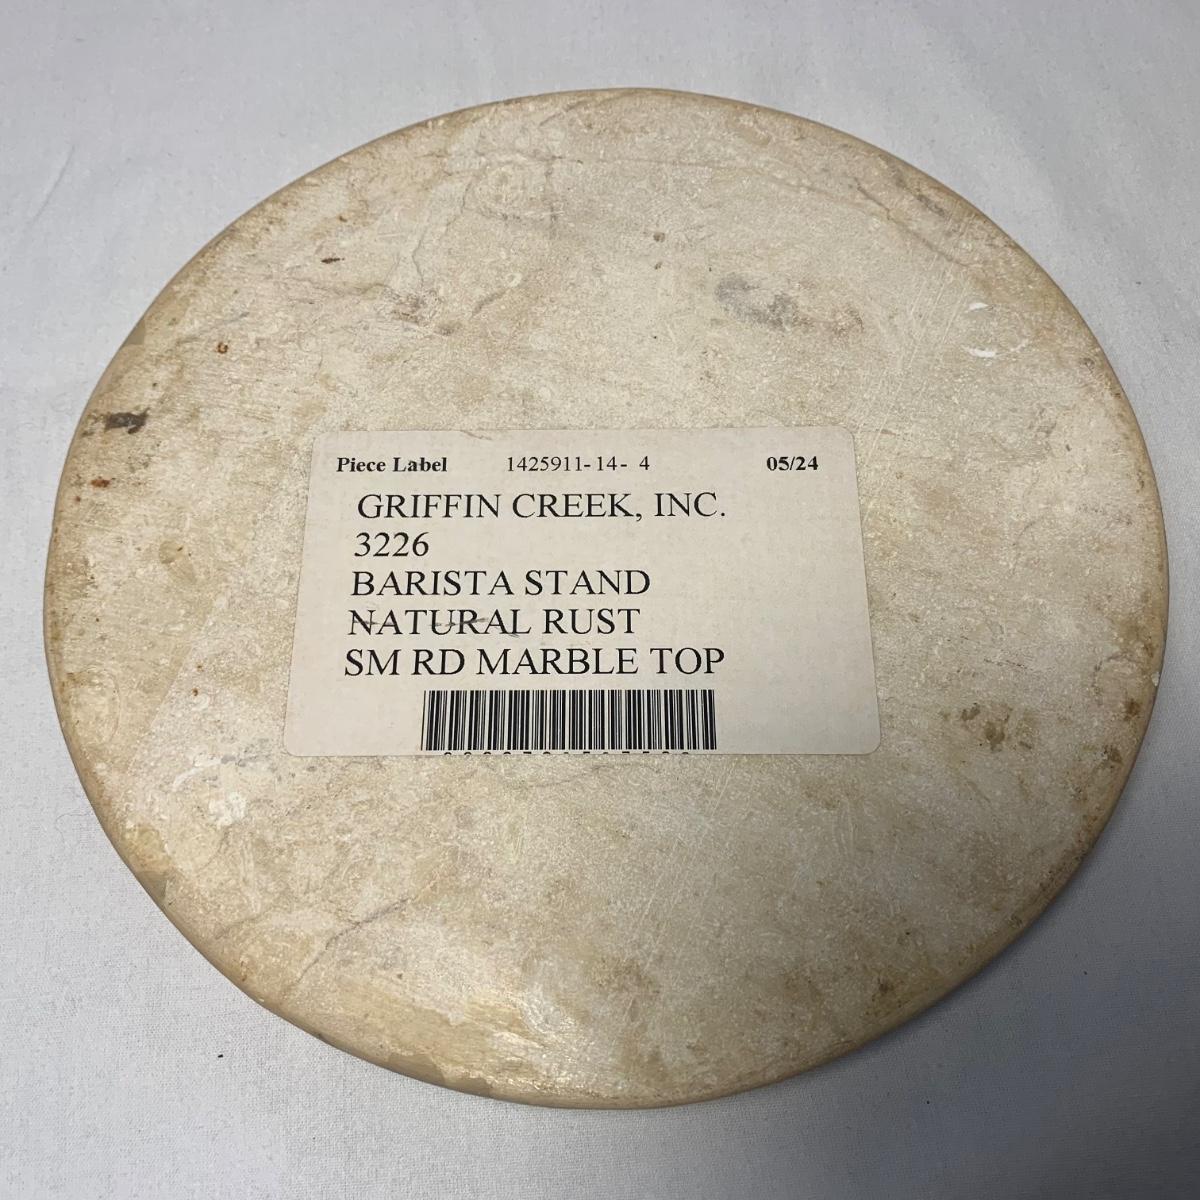 Piece Label 1425911-14- 4 05/24
GRIFFIN CREEK, INC.
3226
BARISTA STAND
NATURAL RUST
SM RD MARBLE TOP